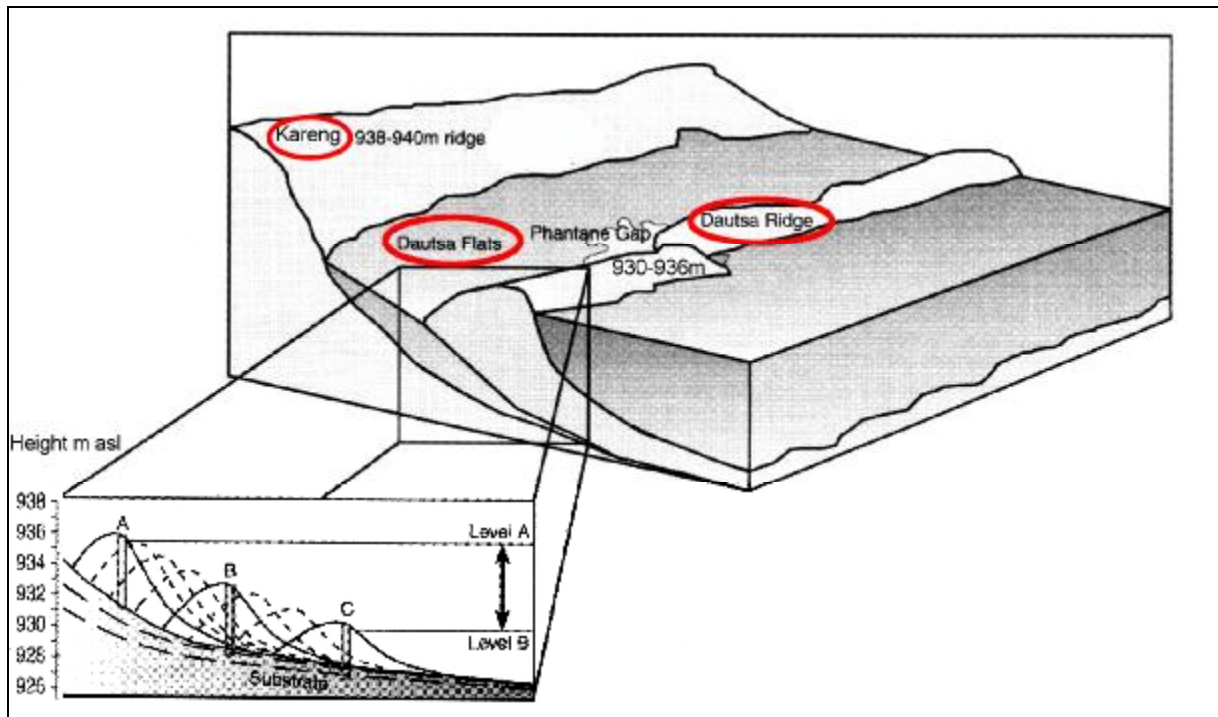 Kareng 938-940m ridge
Dautsa Flats
Phantane Gap
Dautsa Ridge
930-936m
Height m asl
938
936
934
932
930
928
925
A
B
C
Level A
Level B
Substrate